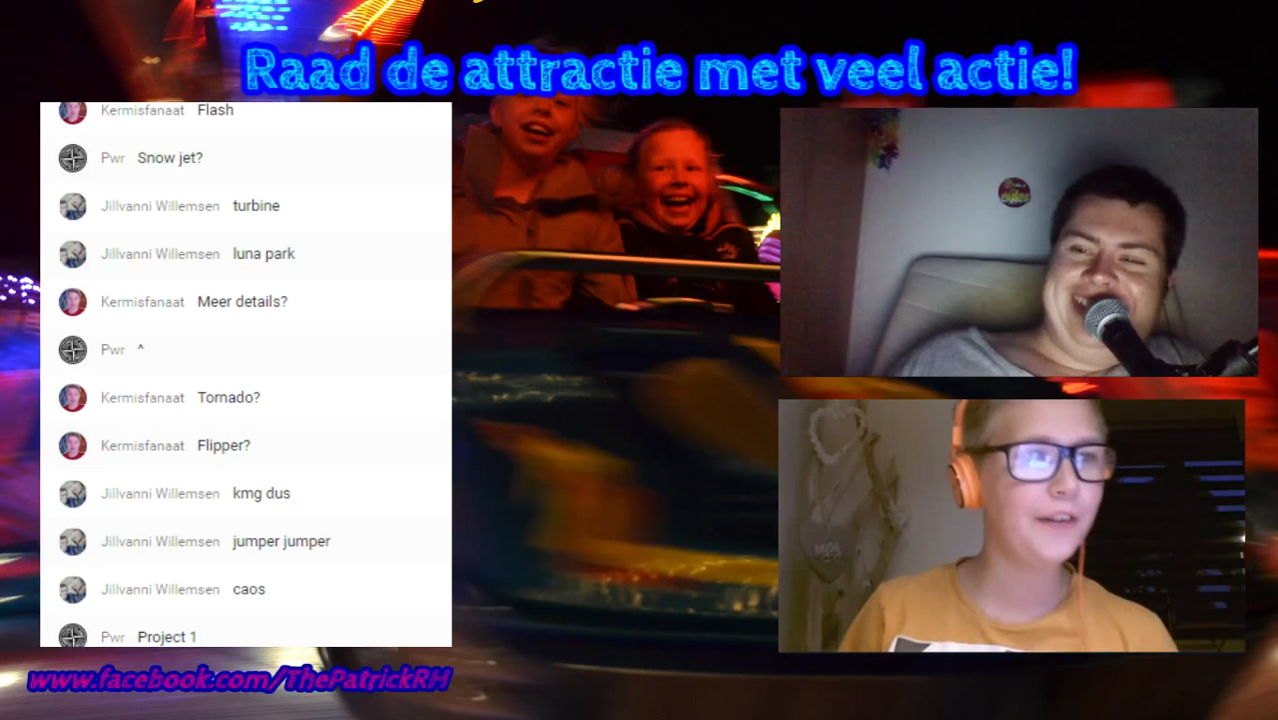 Raad de attractie met veel actie!
Kermisfanaat Flash
Pwr Snow jet?
Jillvanni Willemsen turbine
Jillvanni Willemsen luna park
Kermisfanaat Meer details?
Pwr ^
Kermisfanaat Tornado?
Kermisfanaat Flipper?
Jillvanni Willemsen kmg dus
Jillvanni Willemsen jumper jumper
Jillvanni Willemsen caos
Pwr Project 1
www.facebook.com/ThePatrickRH